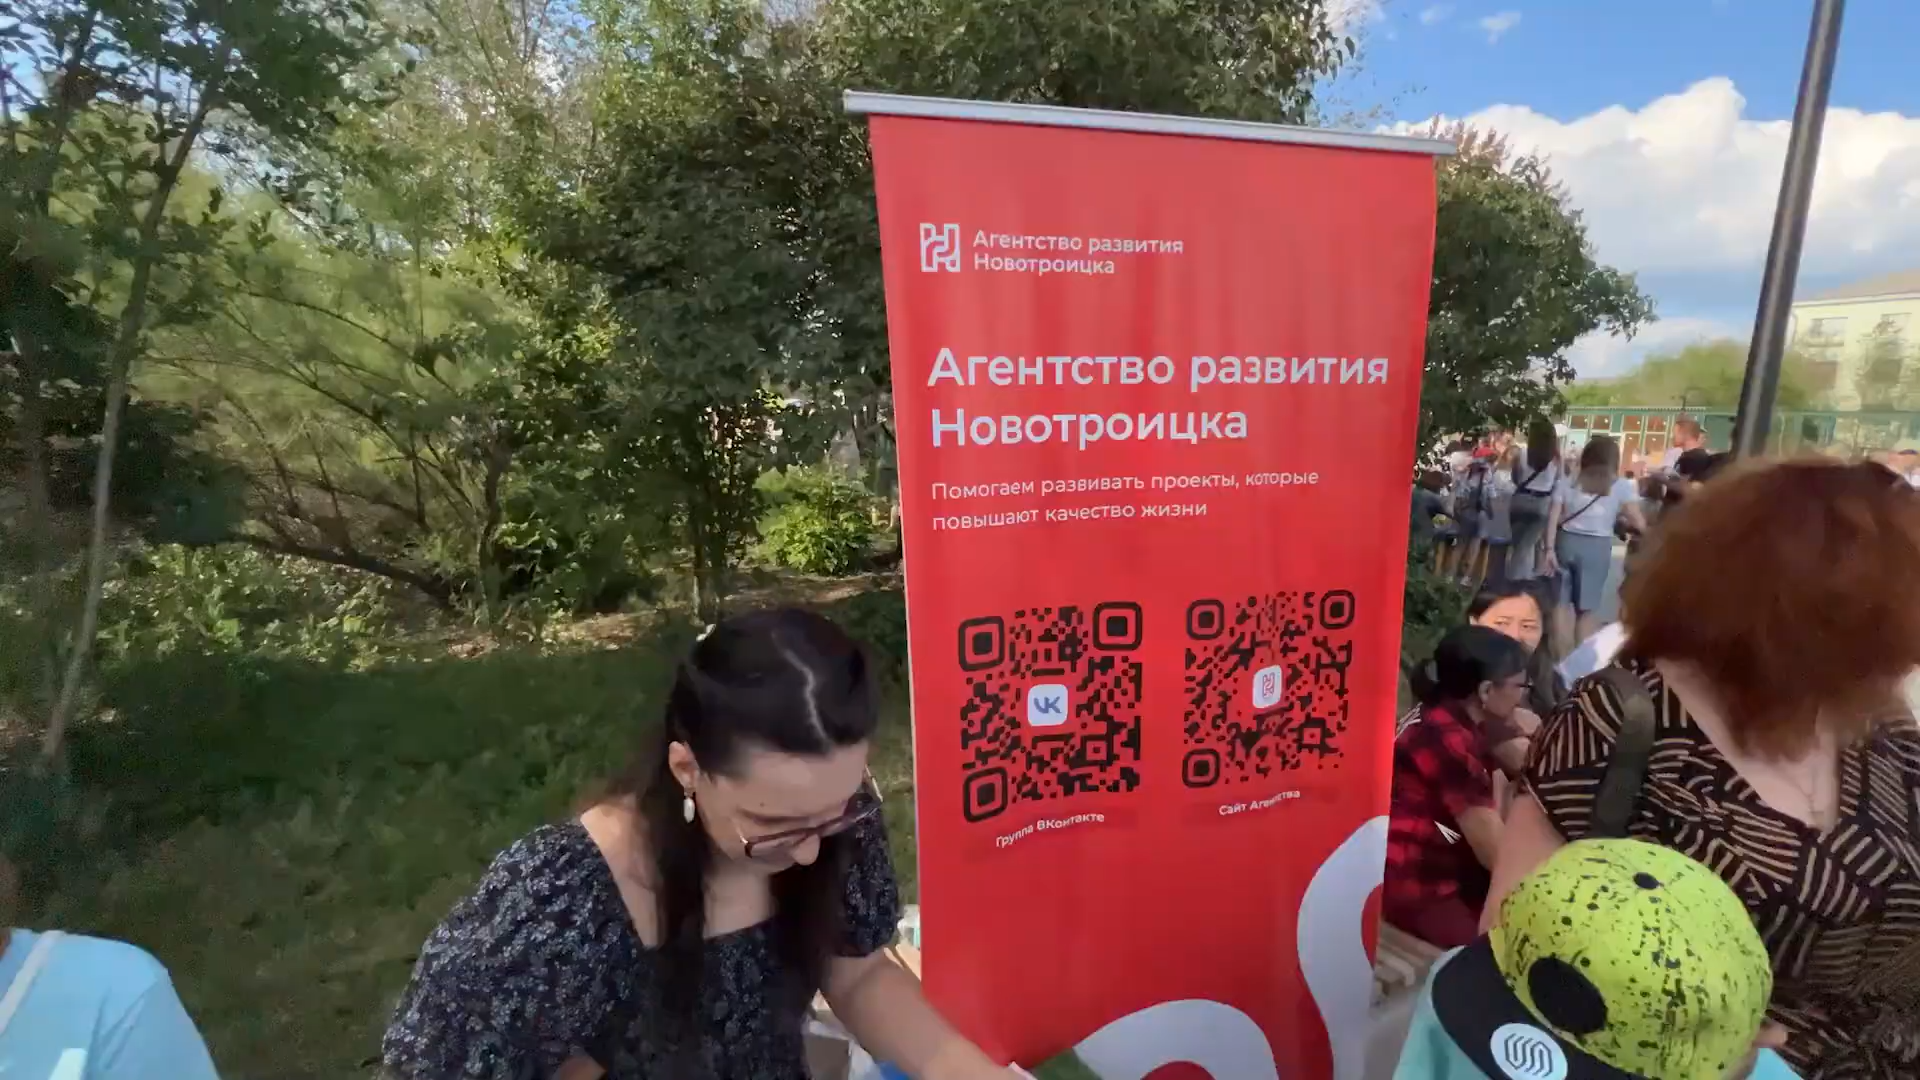 Агентство развития
Новотроицка
Агентство развития
Новотроицка
Помогаем развивать проекты, которые
повышают качество жизни
Группа ВКонтакте
Сайт Агентства